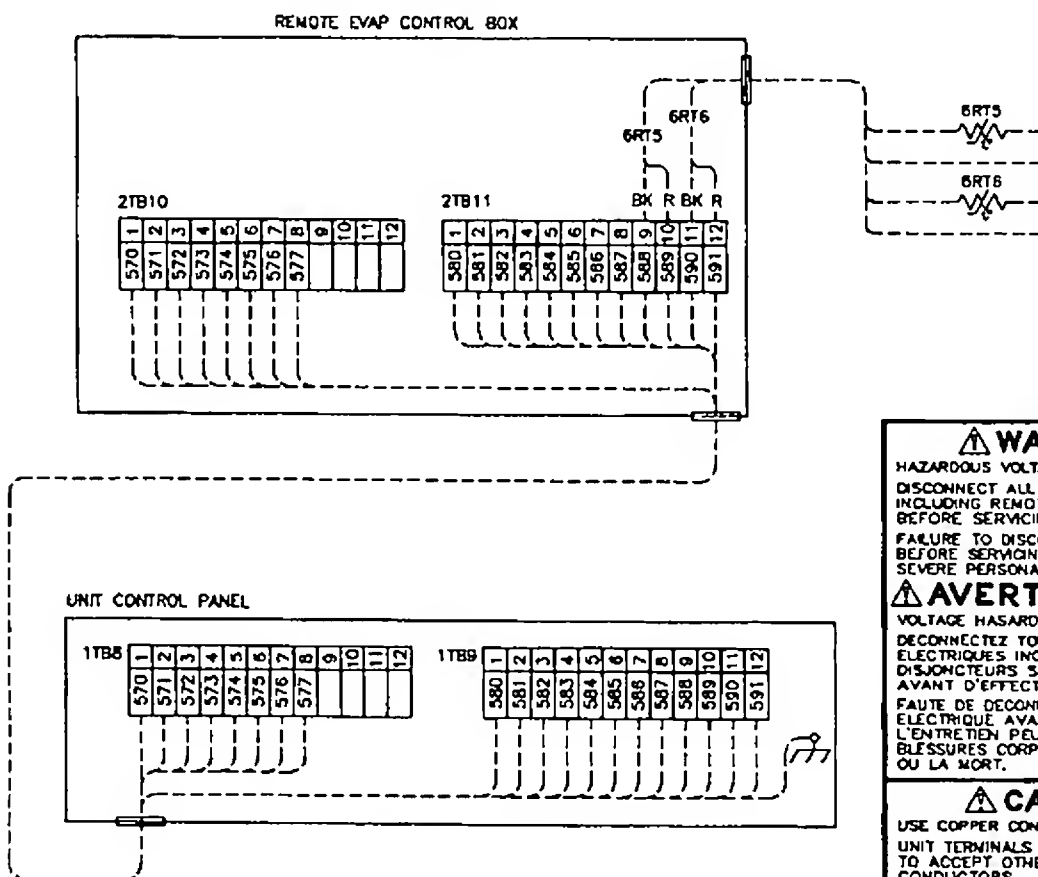 REMOTE EVAP CONTROL BOX
6RT5
6RT6
6RT5
6RT6
BK R BK R
2TB10
1 2 3 4 5 6 7 8 9 10 11 12
570 571 572 573 574 575 576 577
2TB11
1 2 3 4 5 6 7 8 9 10 11 12
580 581 582 583 584 585 586 587 588 589 590 591
UNIT CONTROL PANEL
1TB8
1 2 3 4 5 6 7 8 9 10 11 12
570 571 572 573 574 575 576 577
1TB9
1 2 3 4 5 6 7 8 9 10 11 12
580 581 582 583 584 585 586 587 588 589 590 591
⚠ WA
HAZARDOUS VOLT
DISCONNECT ALL
INCLUDING REMO
BEFORE SERVICI
FAILURE TO DISCO
BEFORE SERVICIN
SEVERE PERSONA
⚠ AVERT
VOLTAGE HASARD
DECONNECTEZ TO
ELECTRIQUES INC
DISJONCTEURS S
AVANT D'EFFECT
FAUTE DE DECON
ELECTRIQUE AVA
L'ENTRETIEN PEU
BLESSURES CORP
OU LA MORT.
⚠ CA
USE COPPER CON
UNIT TERMINALS
TO ACCEPT OTHE
CONDUCTORS